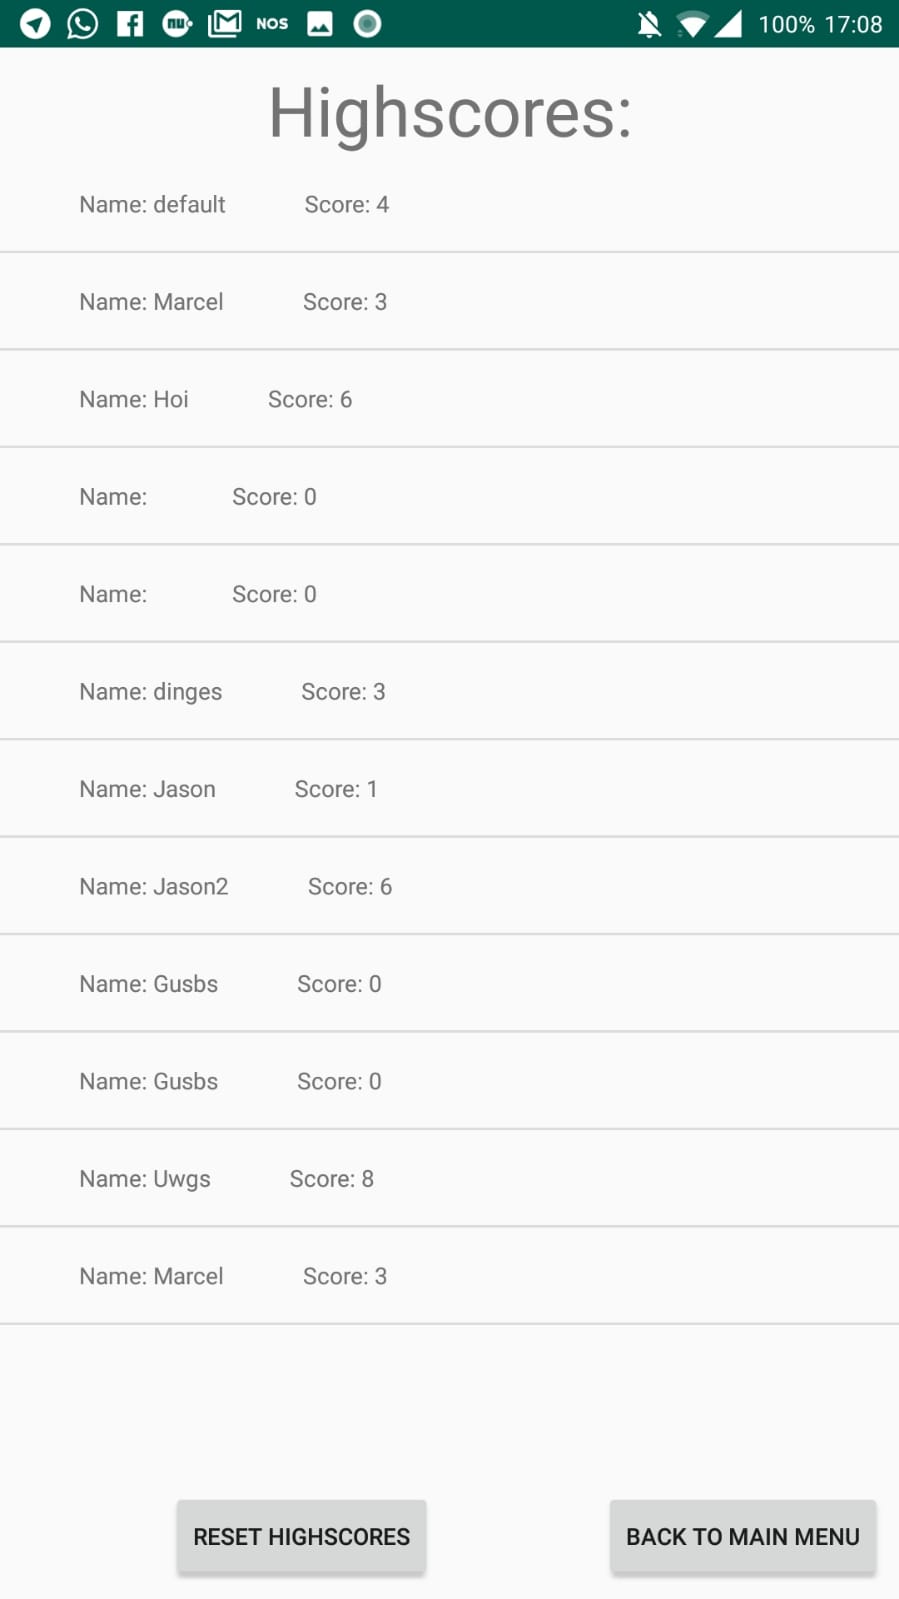 nu NOS 100% 17:08
Highscores:
Name: default Score: 4
Name: Marcel Score: 3
Name: Hoi Score: 6
Name: Score: 0
Name: Score: 0
Name: dinges Score: 3
Name: Jason Score: 1
Name: Jason2 Score: 6
Name: Gusbs Score: 0
Name: Gusbs Score: 0
Name: Uwgs Score: 8
Name: Marcel Score: 3
RESET HIGHSCORES BACK TO MAIN MENU